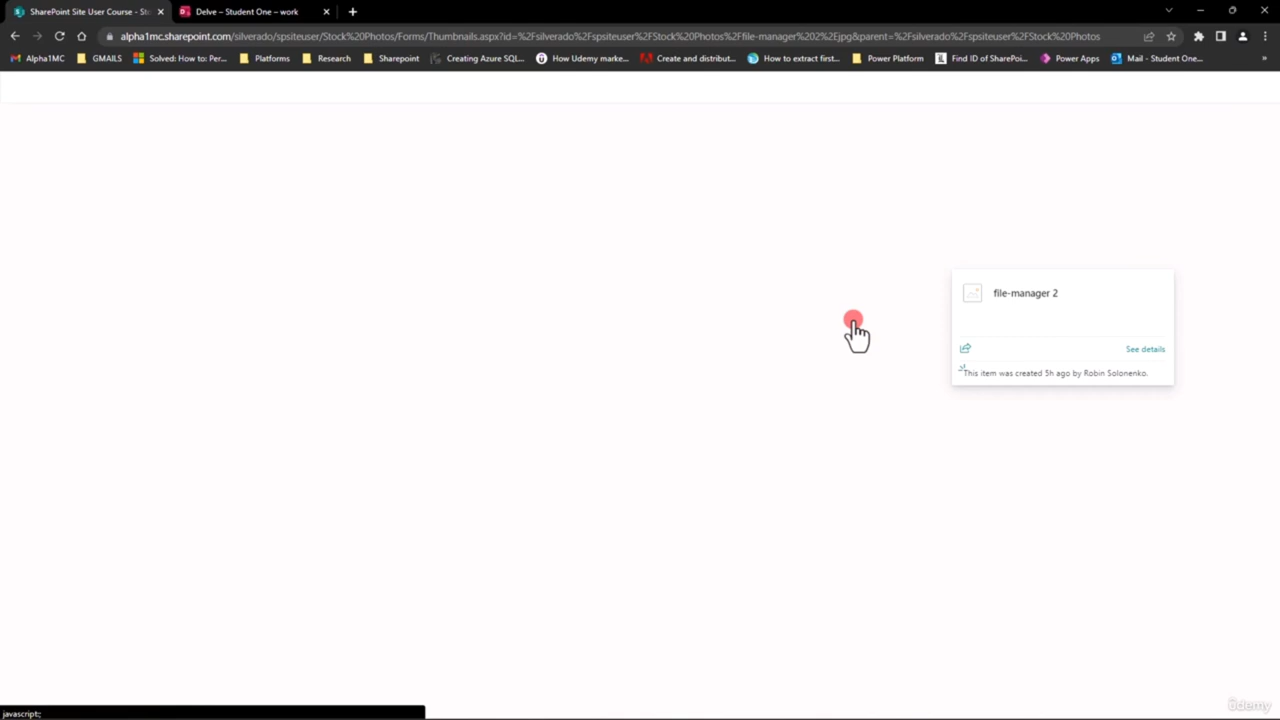 SharePoint Site User Course - Sto
Delve – Student One – work
alpha1mc.sharepoint.com/silverado/spsiteuser/Stock%20Photos/Forms/Thumbnails.aspx?id=%2Fsilverado%2Fspsiteuser%2FStock%20Photos%2Ffile-manager%202%2Ejpg&parent=%2Fsilverado%2Fspsiteuser%2FStock%20Photos
Alpha1MC
GMAILS
Solved: How to: Per...
Platforms
Research
Sharepoint
Creating Azure SQL...
How Udemy marke...
Create and distribut...
How to extract first...
Power Platform
Find ID of SharePoi...
Power Apps
Mail - Student One...
file-manager 2
See details
This item was created 5h ago by Robin Solonenko.
javascript:;
ûdemy